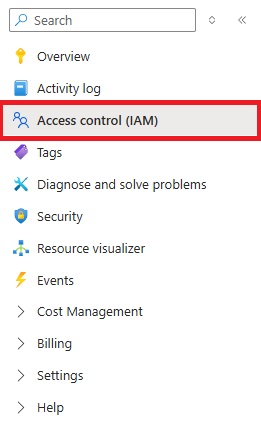 Search
Overview
Activity log
Access control (IAM)
Tags
Diagnose and solve problems
Security
Resource visualizer
Events
Cost Management
Billing
Settings
Help